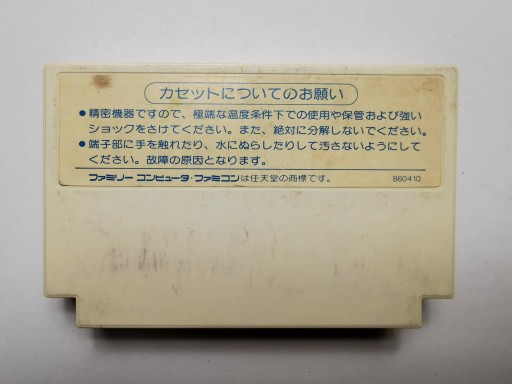 カセットについてのお願い
●精密機器ですので、極端な温度条件下での使用や保管および強い
ショックをさけてください。また、絶対に分解しないでください。
●端子部に手を触れたり、水にぬらしたりして汚さないようにして
ください。故障の原因となります。
ファミリー コンピュータ・ファミコンは任天堂の商標です。 860410